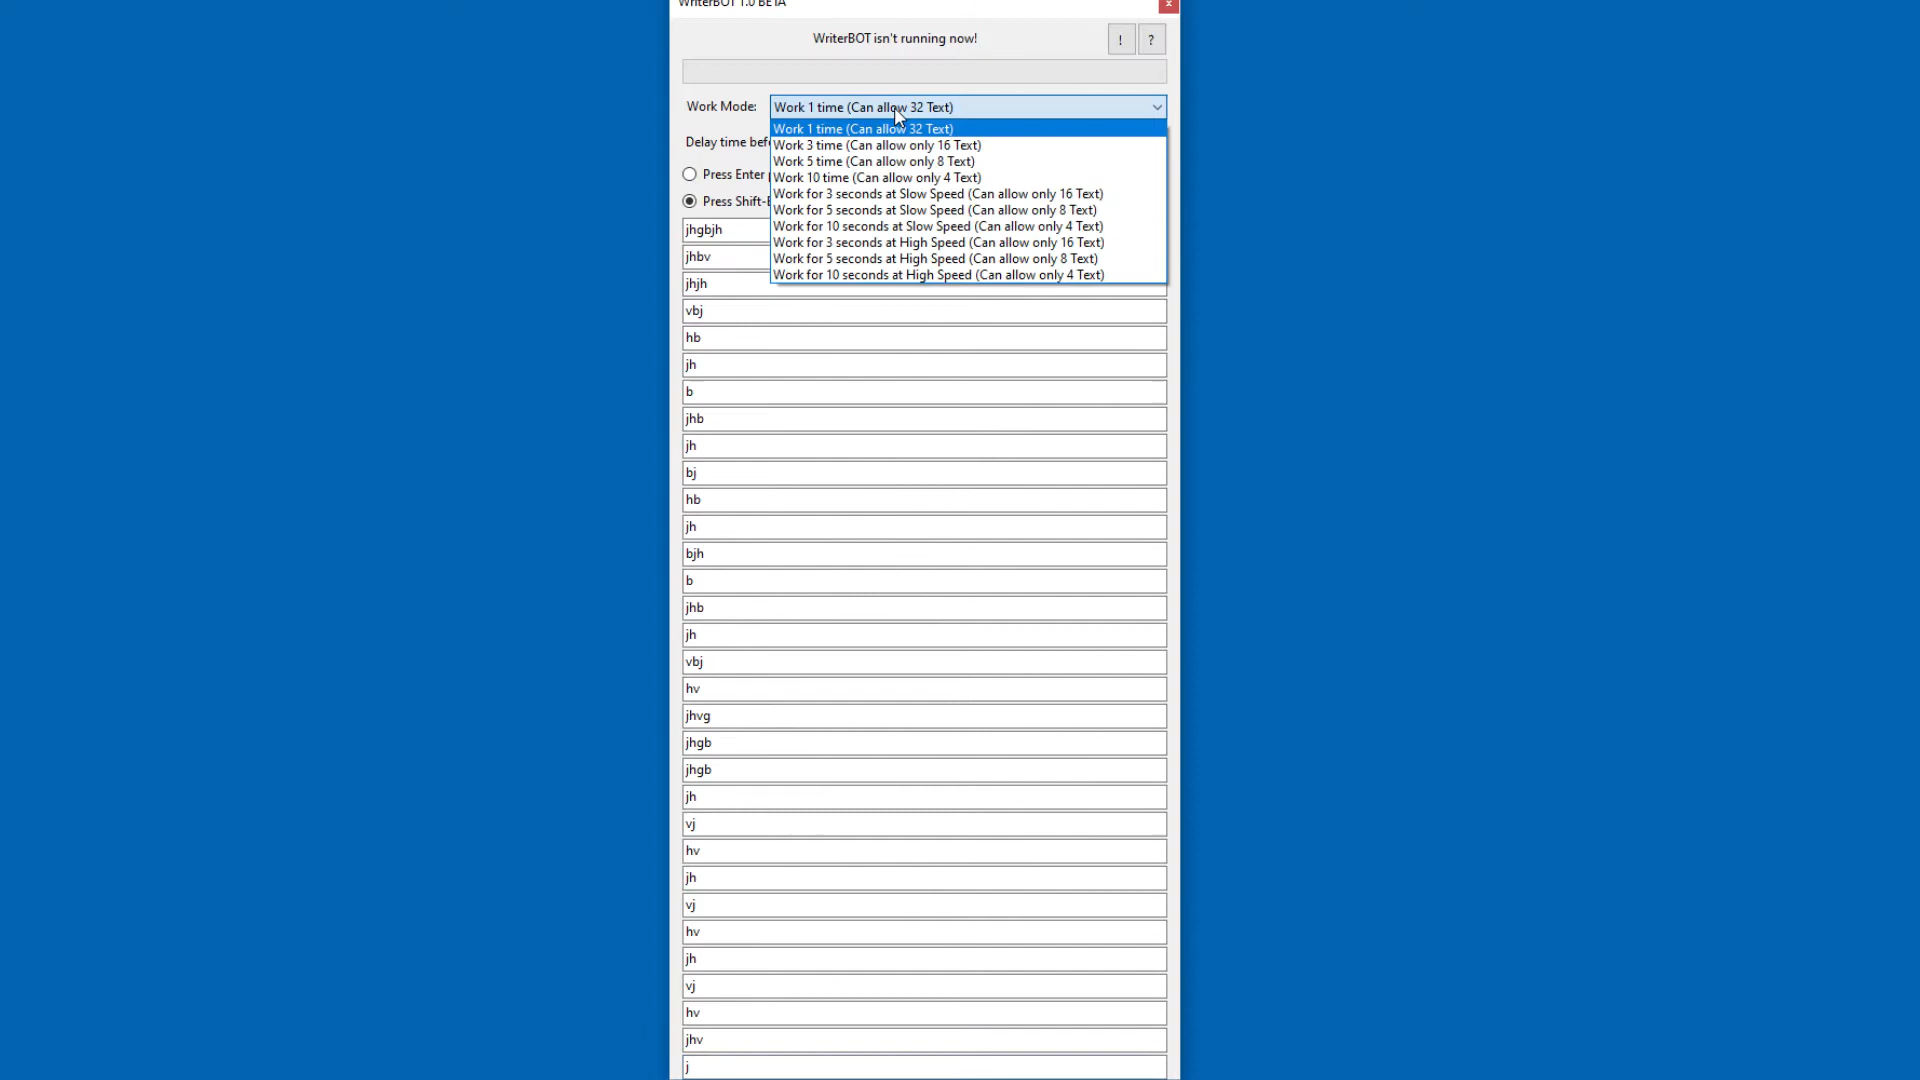 WriterBOT 1.0 BETA
WriterBOT isn't running now!
!
?
Work Mode:
Work 1 time (Can allow 32 Text)
Work 1 time (Can allow 32 Text)
Work 3 time (Can allow only 16 Text)
Delay time
Work 5 time (Can allow only 8 Text)
Press Enter
Work 10 time (Can allow only 4 Text)
Work for 3 seconds at Slow Speed (Can allow only 16 Text)
Work for 5 seconds at Slow Speed (Can allow only 8 Text)
Work for 10 seconds at Slow Speed (Can allow only 4 Text)
Work for 3 seconds at High Speed (Can allow only 16 Text)
Work for 5 seconds at High Speed (Can allow only 8 Text)
Work for 10 seconds at High Speed (Can allow only 4 Text)
Press
jhgbjh
jhbv
jhjh
vbj
hb
jh
b
jhb
jh
bj
hb
jh
bjh
b
jhb
jh
vbj
hv
jhvg
jhgb
jhgb
jh
vj
hv
jh
vj
hv
jh
vj
hv
jhv
j